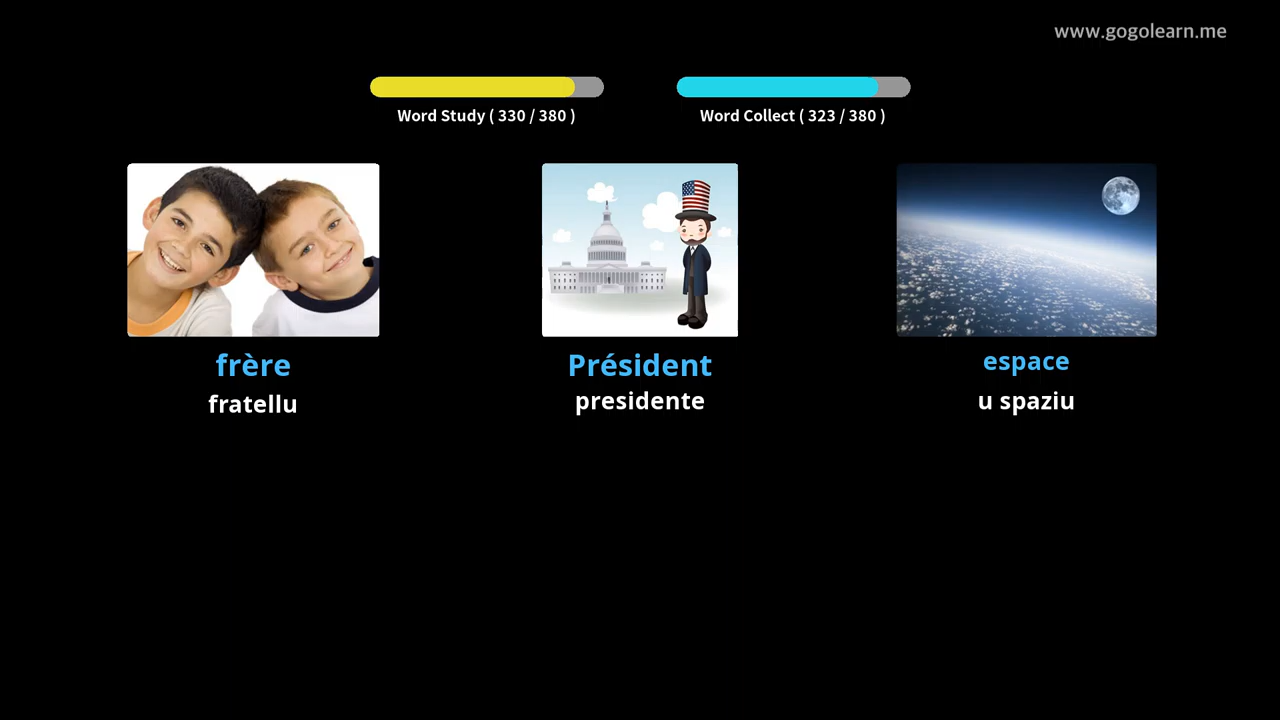 www.gogolearn.me
Word Study ( 330 / 380 )
Word Collect ( 323 / 380 )
frère
fratellu
Président
presidente
espace
u spaziu